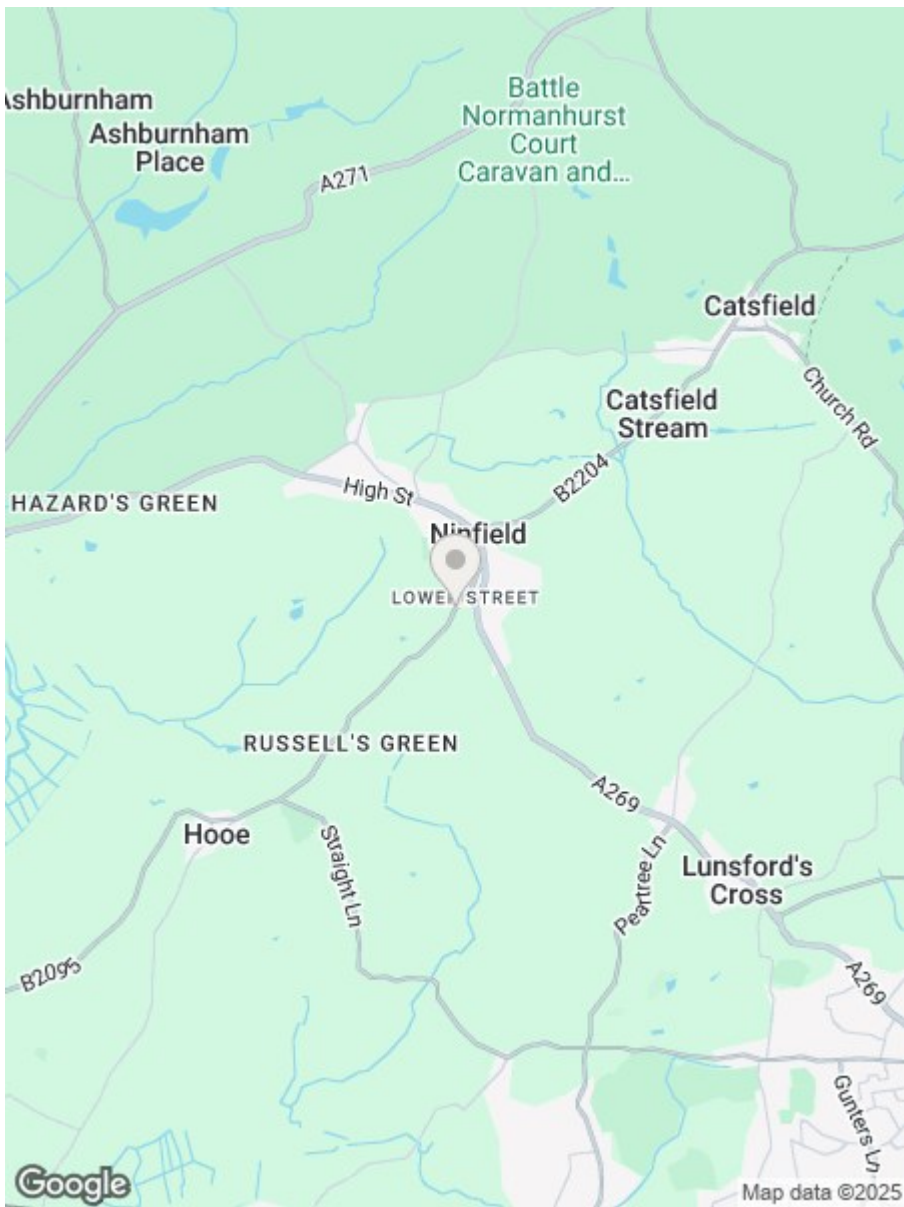 Ashburnham
Ashburnham
Place
Battle
Normanhurst
Court
Caravan and...
A271
Catsfield
Church Rd
Catsfield
Stream
B2204
HAZARD'S GREEN
High St
Ninfield
LOWER STREET
RUSSELL'S GREEN
A269
Hooe
Straight Ln
Peartree Ln
Lunsford's
Cross
B2095
A269
Gunters Ln
Google
Map data ©2025